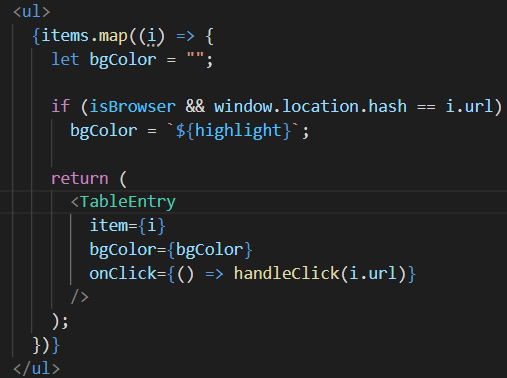 <ul>
  {items.map((i) => {
    let bgColor = "";

    if (isBrowser && window.location.hash == i.url)
      bgColor = `${highlight}`;

    return (
      <TableEntry
        item={i}
        bgColor={bgColor}
        onClick={() => handleClick(i.url)}
      />
    );
  })}
</ul>